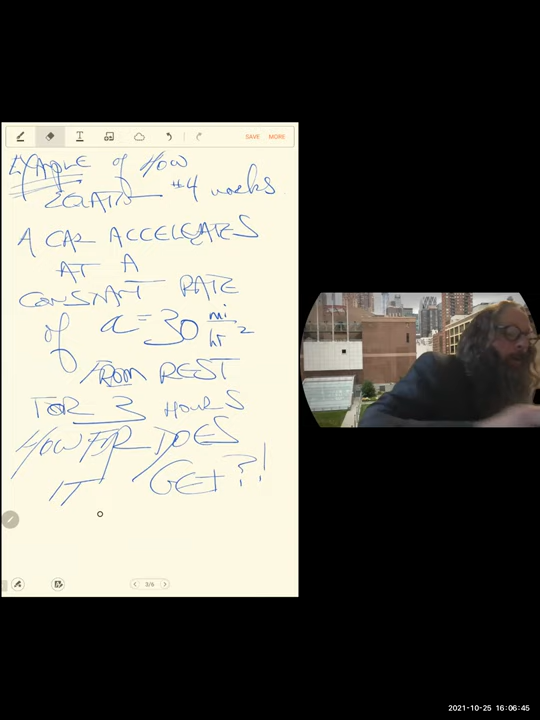 SAVE MORE
EXAMPLE of HOW
EQUATION #4 works
A CAR ACCELERATES
AT A
CONSTANT RATE
of a = 30 mi/hr²
FROM REST
FOR 3 HOURS
HOW FAR DOES
IT GET?!
3/6
2021-10-25 16:06:45